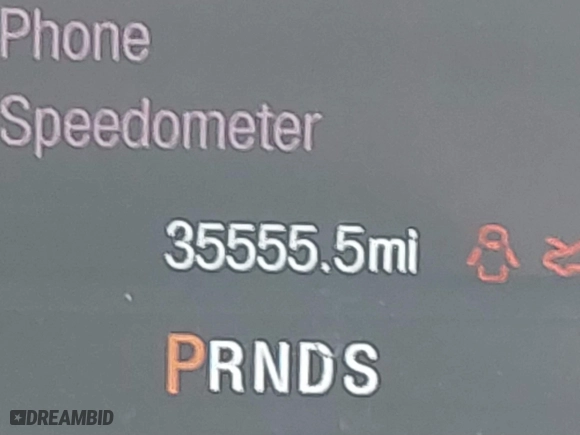 Phone
Speedometer
35555.5mi
PRNDS
DREAMBID